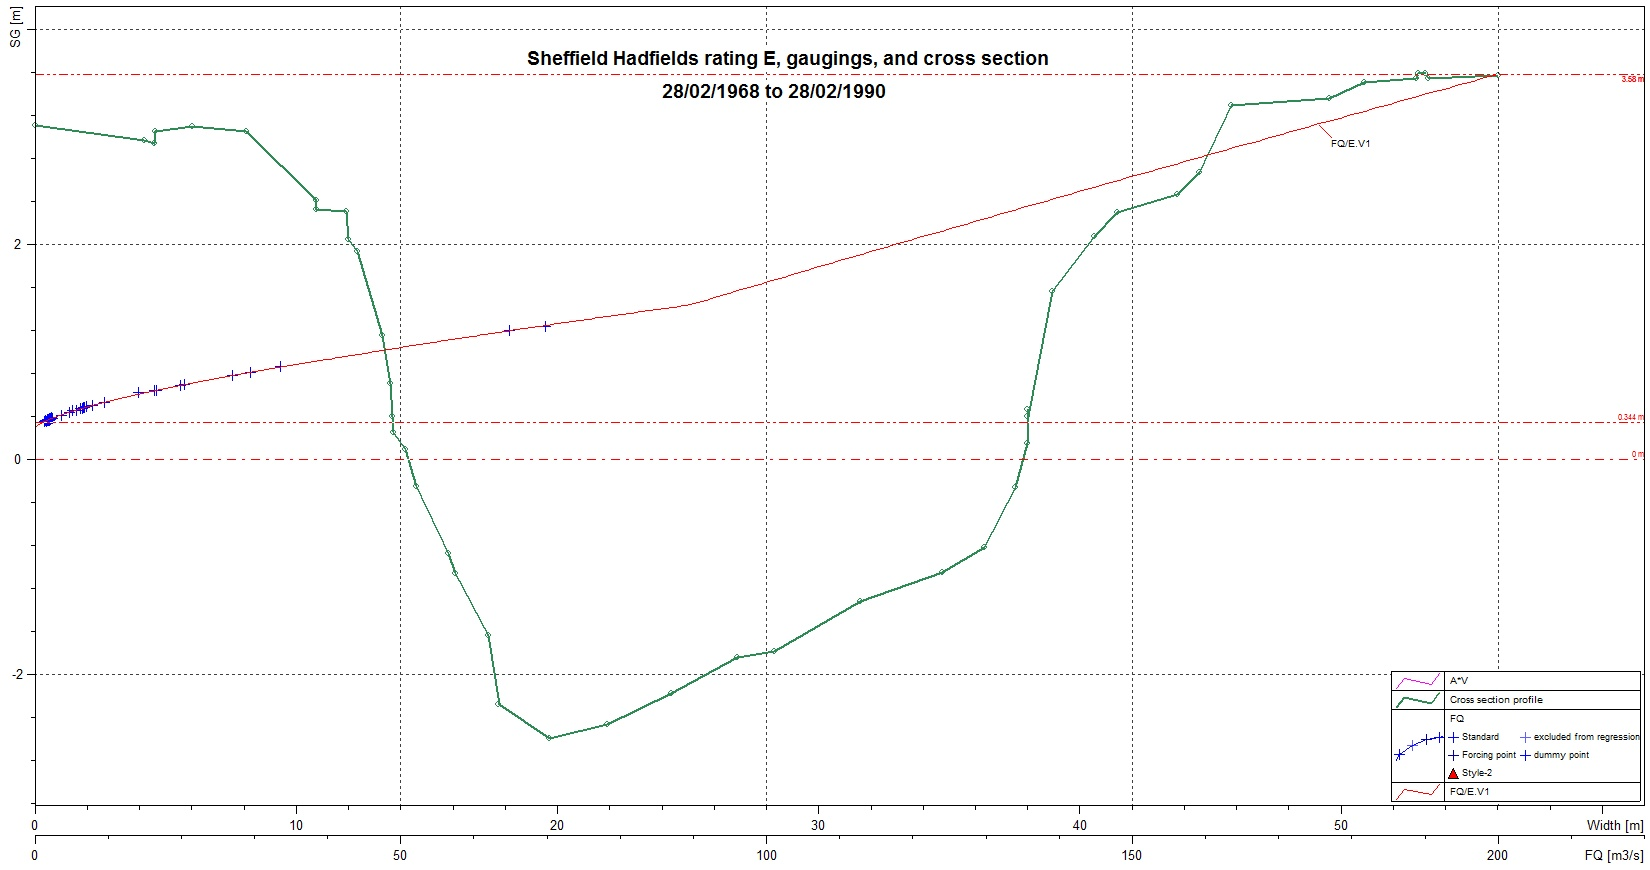 SG [m]
Sheffield Hadfields rating E, gaugings, and cross section
28/02/1968 to 28/02/1990
3.58 m
FQ/E.V1
2
0.344 m
0
0 m
-2
A*V
Cross section profile
FQ
Standard excluded from regression
Forcing point dummy point
Style-2
FQ/E.V1
0 10 20 30 40 50 Width [m]
0 50 100 150 200 FQ [m3/s]